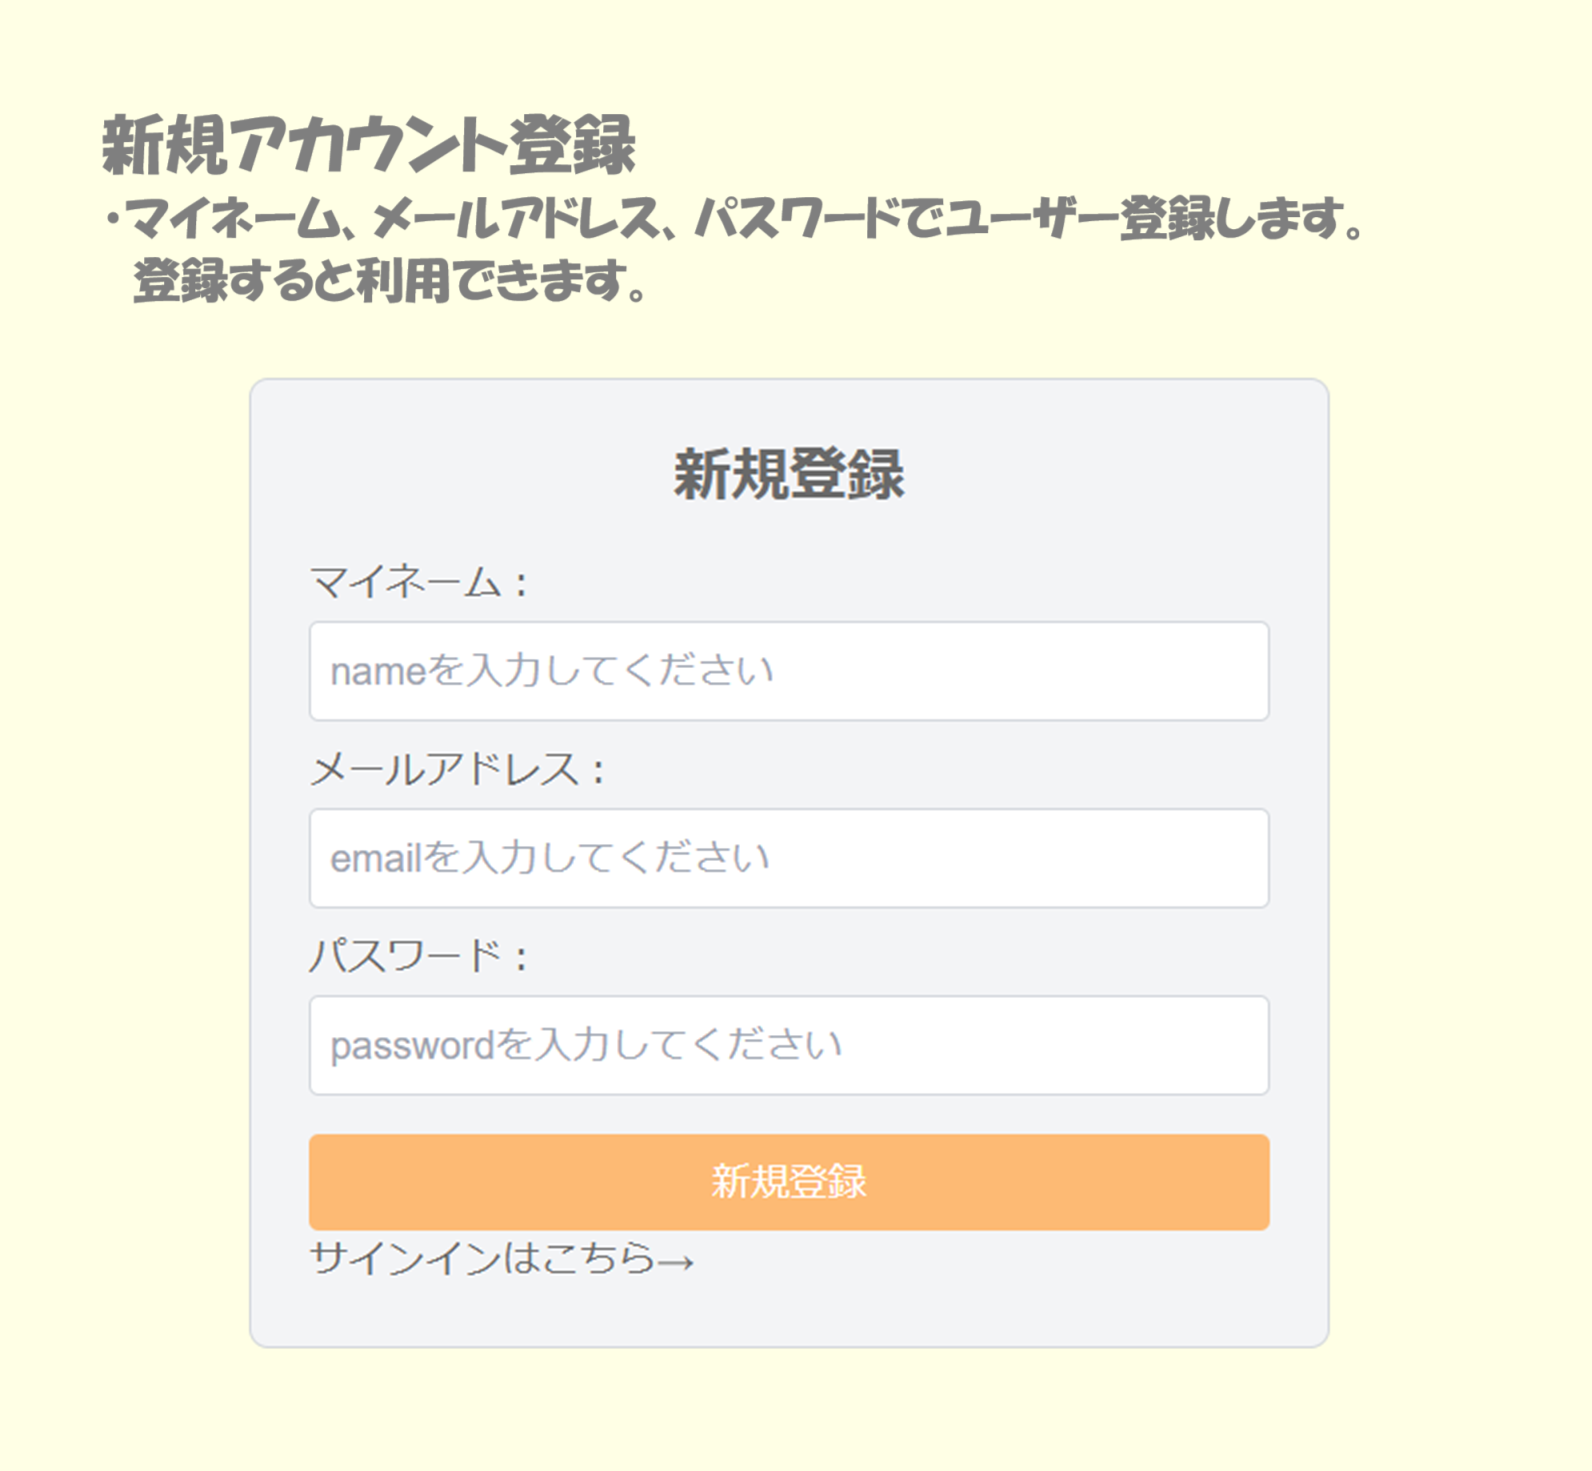 新規アカウント登録
・マイネーム、メールアドレス、パスワードでユーザー登録します。
登録すると利用できます。
新規登録
マイネーム：
nameを入力してください
メールアドレス：
emailを入力してください
パスワード：
passwordを入力してください
新規登録
サインインはこちら→